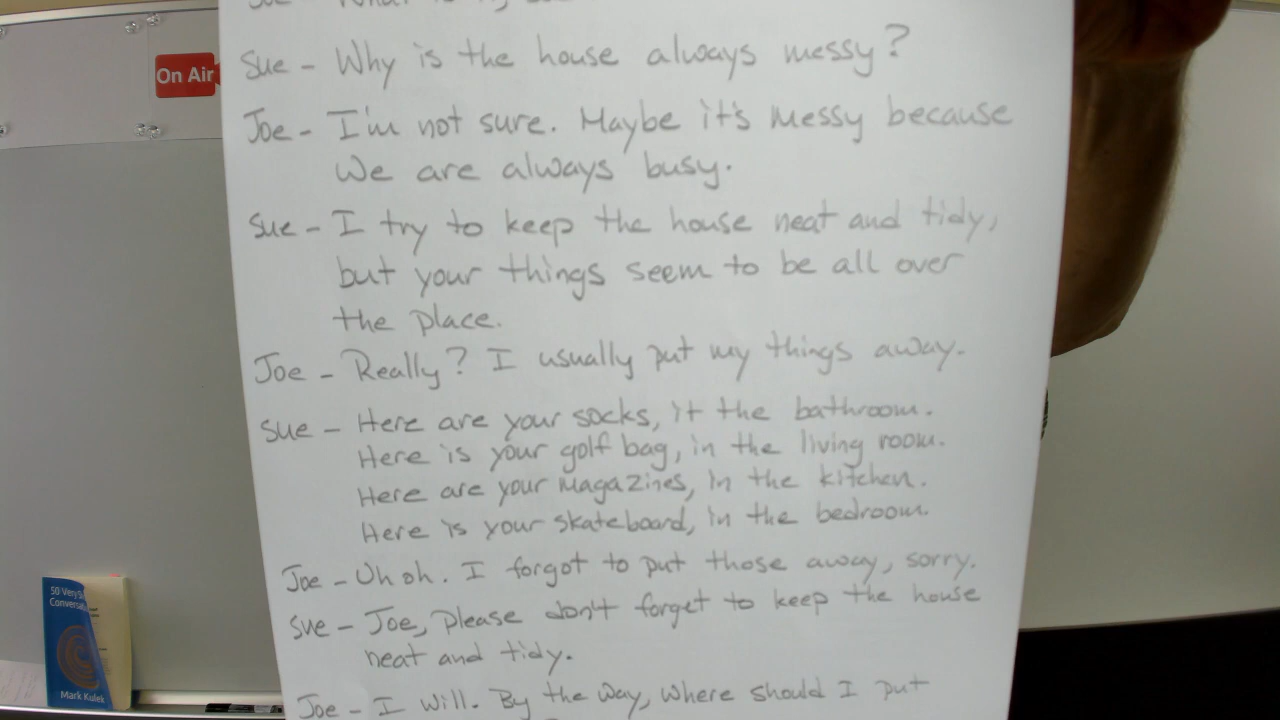 Sue - Why is the house always messy?
Joe - I'm not sure. Maybe it's messy because
we are always busy.
Sue - I try to keep the house neat and tidy,
but your things seem to be all over
the place.
Joe - Really? I usually put my things away.
Sue - Here are your socks, it the bathroom.
Here is your golf bag, in the living room.
Here are your magazines, in the kitchen.
Here is your skateboard, in the bedroom.
Joe - Uh oh. I forgot to put those away, sorry.
Sue - Joe, please don't forget to keep the house
neat and tidy.
Joe - I will. By the way, where should I put
On Air
50 Very
Mark Kulek